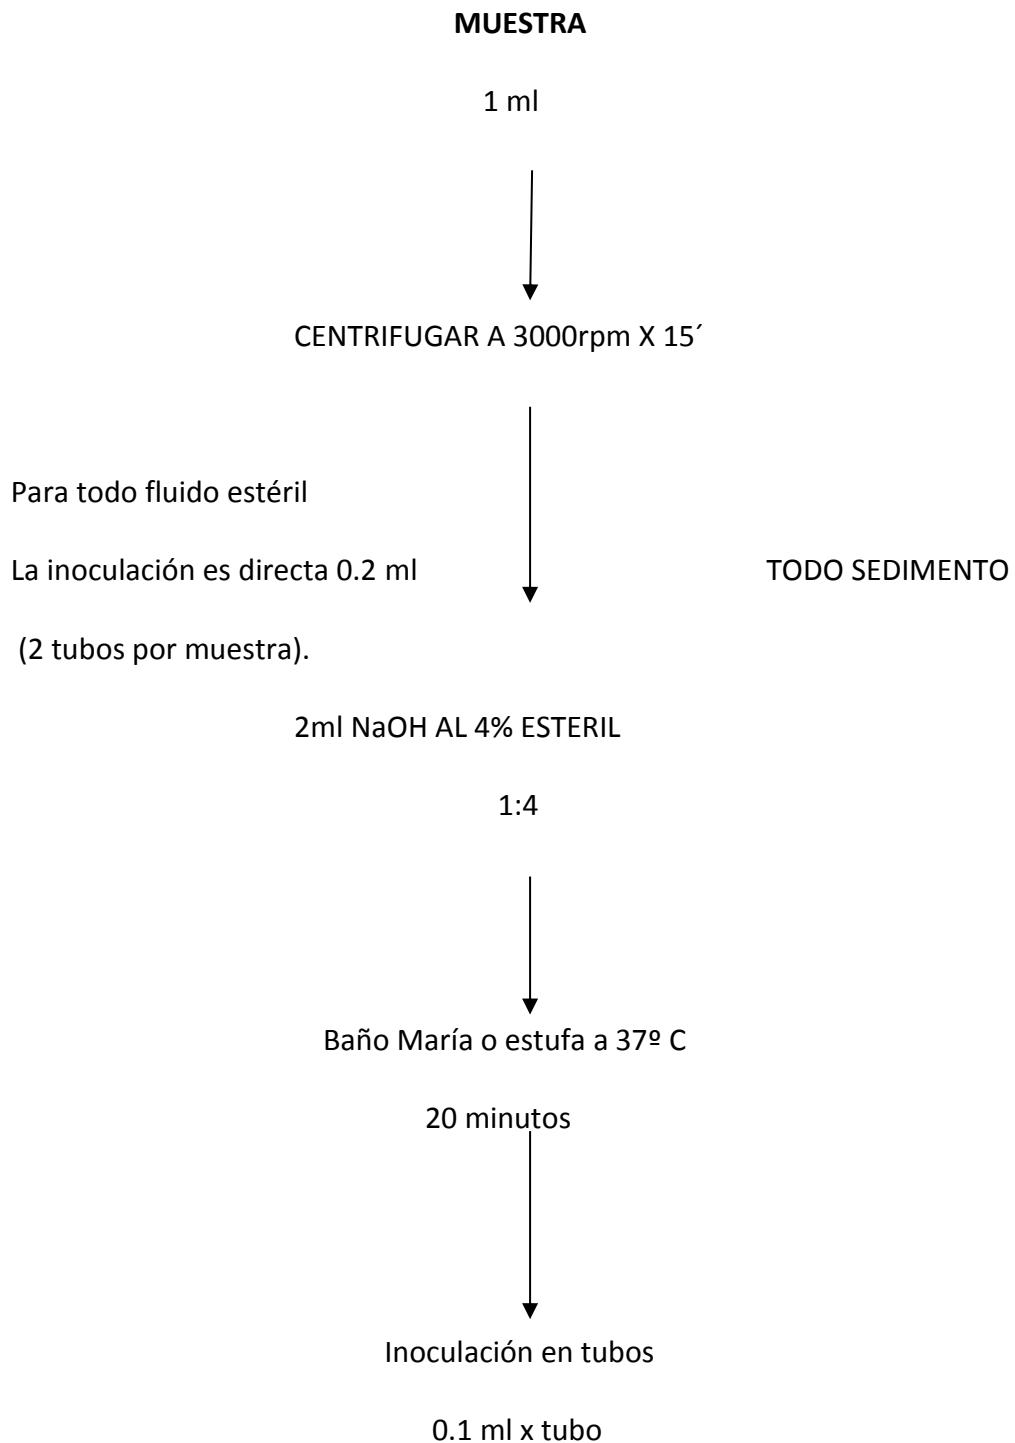 MUESTRA
1 ml
CENTRIFUGAR A 3000rpm X 15´
Para todo fluido estéril
La inoculación es directa 0.2 ml TODO SEDIMENTO
(2 tubos por muestra).
2ml NaOH AL 4% ESTERIL
1:4
Baño María o estufa a 37º C
20 minutos
Inoculación en tubos
0.1 ml x tubo